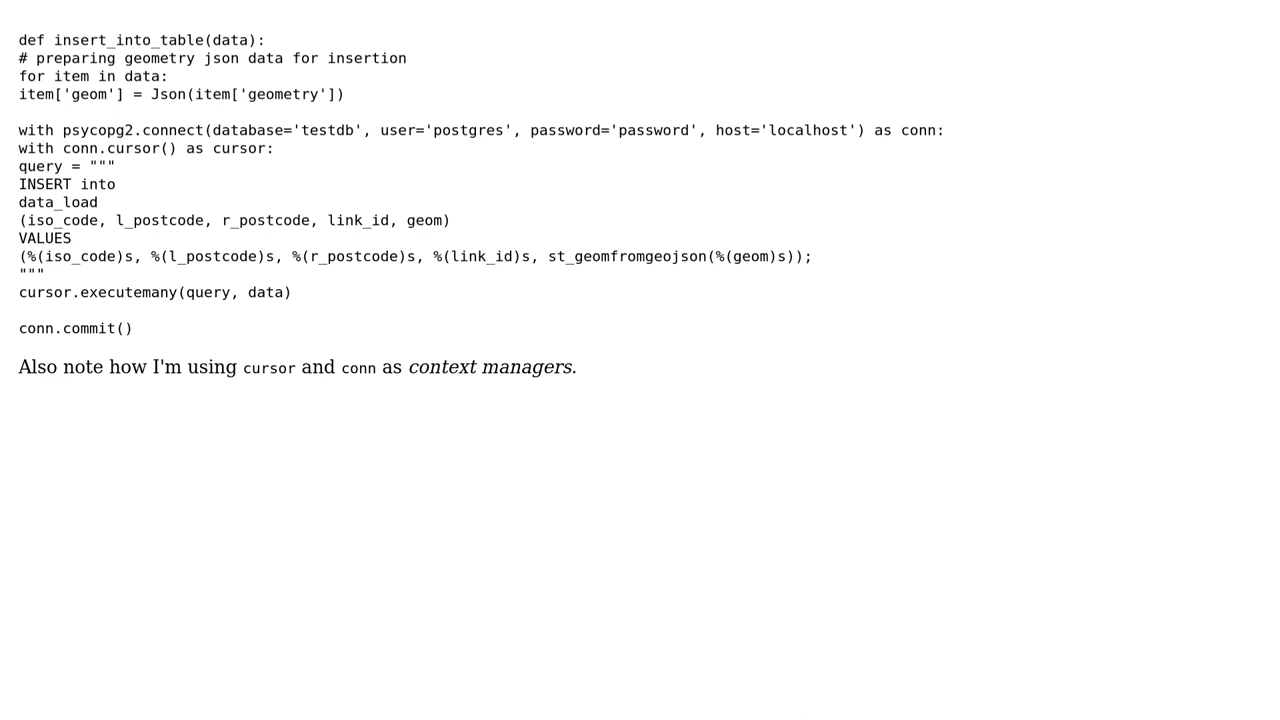 def insert_into_table(data):
# preparing geometry json data for insertion
for item in data:
item['geom'] = Json(item['geometry'])

with psycopg2.connect(database='testdb', user='postgres', password='password', host='localhost') as conn:
with conn.cursor() as cursor:
query = """
INSERT into
data_load
(iso_code, l_postcode, r_postcode, link_id, geom)
VALUES
(%(iso_code)s, %(l_postcode)s, %(r_postcode)s, %(link_id)s, st_geomfromgeojson(%(geom)s));
"""
cursor.executemany(query, data)

conn.commit()

Also note how I'm using cursor and conn as context managers.